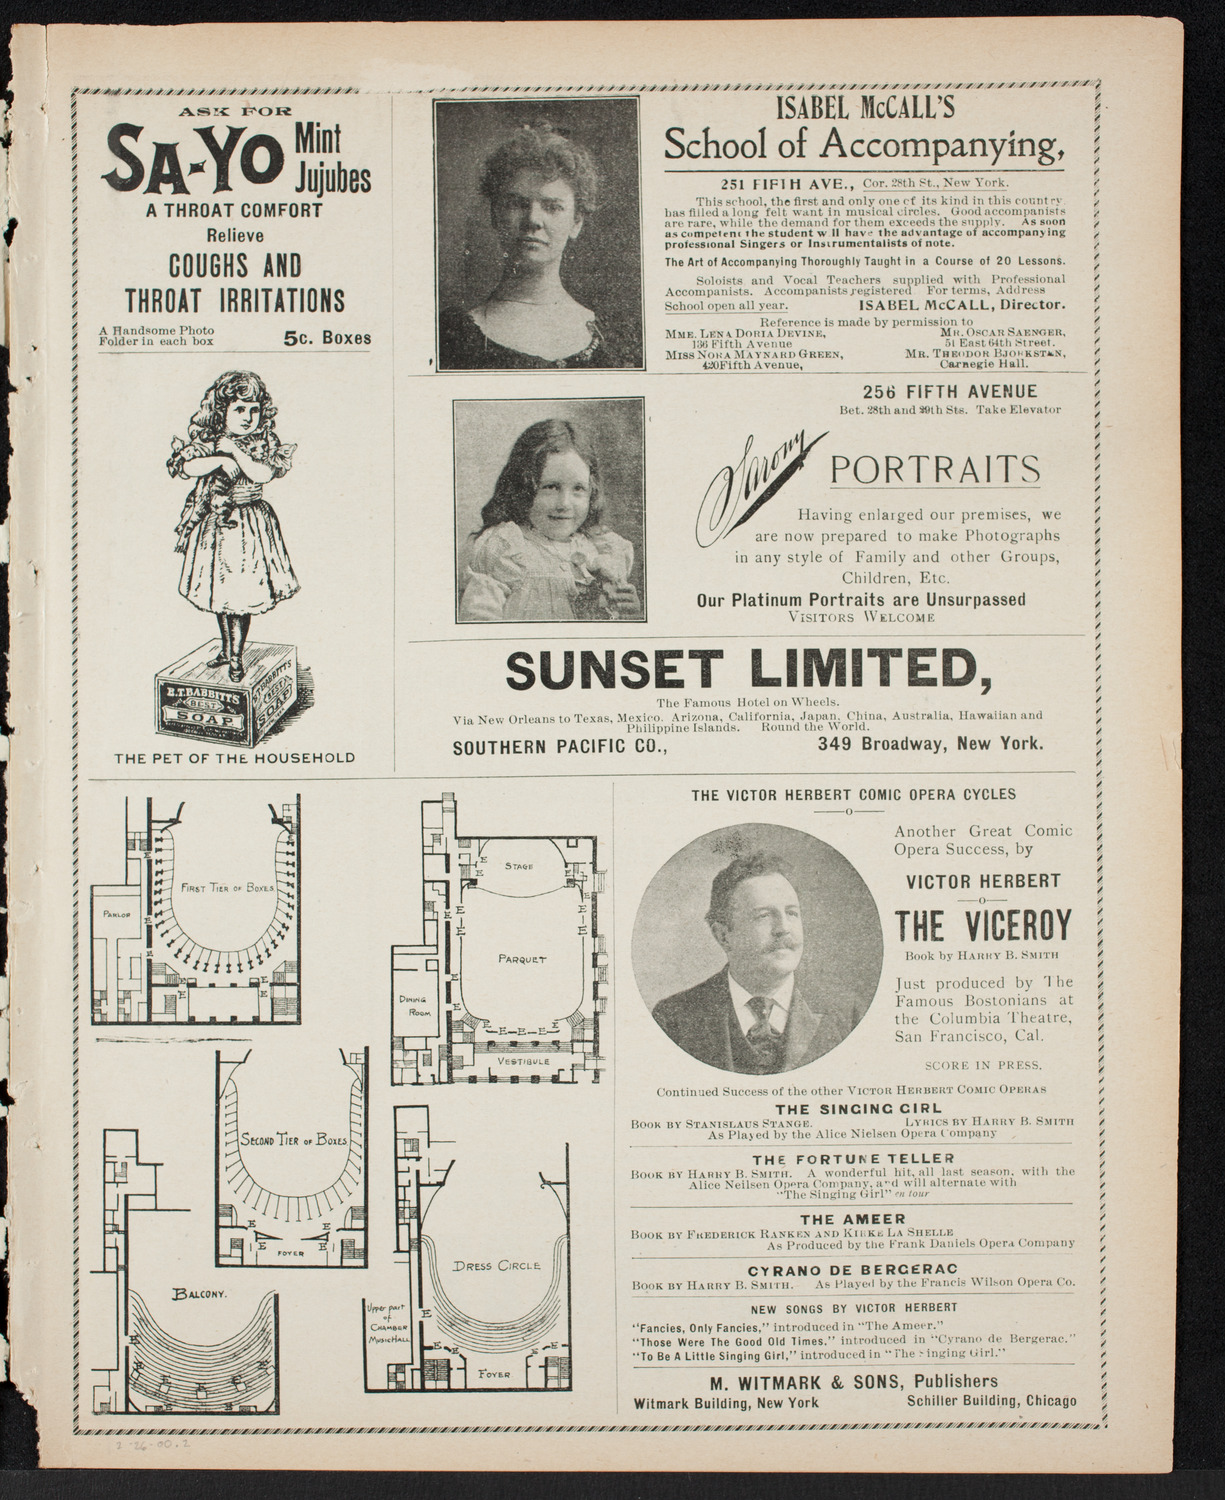 ASK FOR
SA-YO Mint Jujubes
A THROAT COMFORT
Relieve
COUGHS AND
THROAT IRRITATIONS
A Handsome Photo
Folder in each box
5c. Boxes
E.T. BABBITT'S
BEST
SOAP
THE PET OF THE HOUSEHOLD
ISABEL McCALL'S
School of Accompanying,
251 FIFTH AVE., Cor. 28th St., New York.
This school, the first and only one of its kind in this country,
has filled a long felt want in musical circles. Good accompanists
are rare, while the demand for them exceeds the supply. As soon
as competent the student w ll have the advantage of accompanying
professional Singers or Instrumentalists of note.
The Art of Accompanying Thoroughly Taught in a Course of 20 Lessons.
Soloists and Vocal Teachers supplied with Professional
Accompanists. Accompanists registered For terms, Address
School open all year. ISABEL McCALL, Director.
Reference is made by permission to
MME. LENA DORIA DEVINE,
136 Fifth Avenue
MISS NORA MAYNARD GREEN,
420 Fifth Avenue,
MR. OSCAR SAENGER,
51 East 64th Street.
MR. THEODOR BJORKSTEN,
Carnegie Hall.
256 FIFTH AVENUE
Bet. 28th and 29th Sts. Take Elevator
Sarony PORTRAITS
Having enlarged our premises, we
are now prepared to make Photographs
in any style of Family and other Groups,
Children, Etc.
Our Platinum Portraits are Unsurpassed
VISITORS WELCOME
SUNSET LIMITED,
The Famous Hotel on Wheels.
Via New Orleans to Texas, Mexico, Arizona, California, Japan, China, Australia, Hawaiian and
Philippine Islands. Round the World.
SOUTHERN PACIFIC CO., 349 Broadway, New York.
FIRST TIER OF BOXES
PARLOR
STAGE
PARQUET
DINING
ROOM
VESTIBULE
SECOND TIER OF BOXES
FOYER
BALCONY.
DRESS CIRCLE
Upper part
of
CHAMBER
MUSIC HALL
FOYER
THE VICTOR HERBERT COMIC OPERA CYCLES
Another Great Comic
Opera Success, by
VICTOR HERBERT
THE VICEROY
Book by HARRY B. SMITH
Just produced by The
Famous Bostonians at
the Columbia Theatre,
San Francisco, Cal.
SCORE IN PRESS.
Continued Success of the other VICTOR HERBERT COMIC OPERAS
THE SINGING GIRL
BOOK BY STANISLAUS STANGE. LYRICS BY HARRY B. SMITH
As Played by the Alice Nielsen Opera Company
THE FORTUNE TELLER
BOOK BY HARRY B. SMITH. A wonderful hit, all last season, with the
Alice Neilsen Opera Company, and will alternate with
"The Singing Girl" en tour
THE AMEER
BOOK BY FREDERICK RANKEN AND KIRKE LA SHELLE
As Produced by the Frank Daniels Opera Company
CYRANO DE BERGERAC
BOOK BY HARRY B. SMITH. As Played by the Francis Wilson Opera Co.
NEW SONGS BY VICTOR HERBERT
"Fancies, Only Fancies," introduced in "The Ameer."
"Those Were The Good Old Times." introduced in "Cyrano de Bergerac."
"To Be A Little Singing Girl," introduced in "The Singing Girl."
M. WITMARK & SONS, Publishers
Witmark Building, New York Schiller Building, Chicago
2-26-00.2